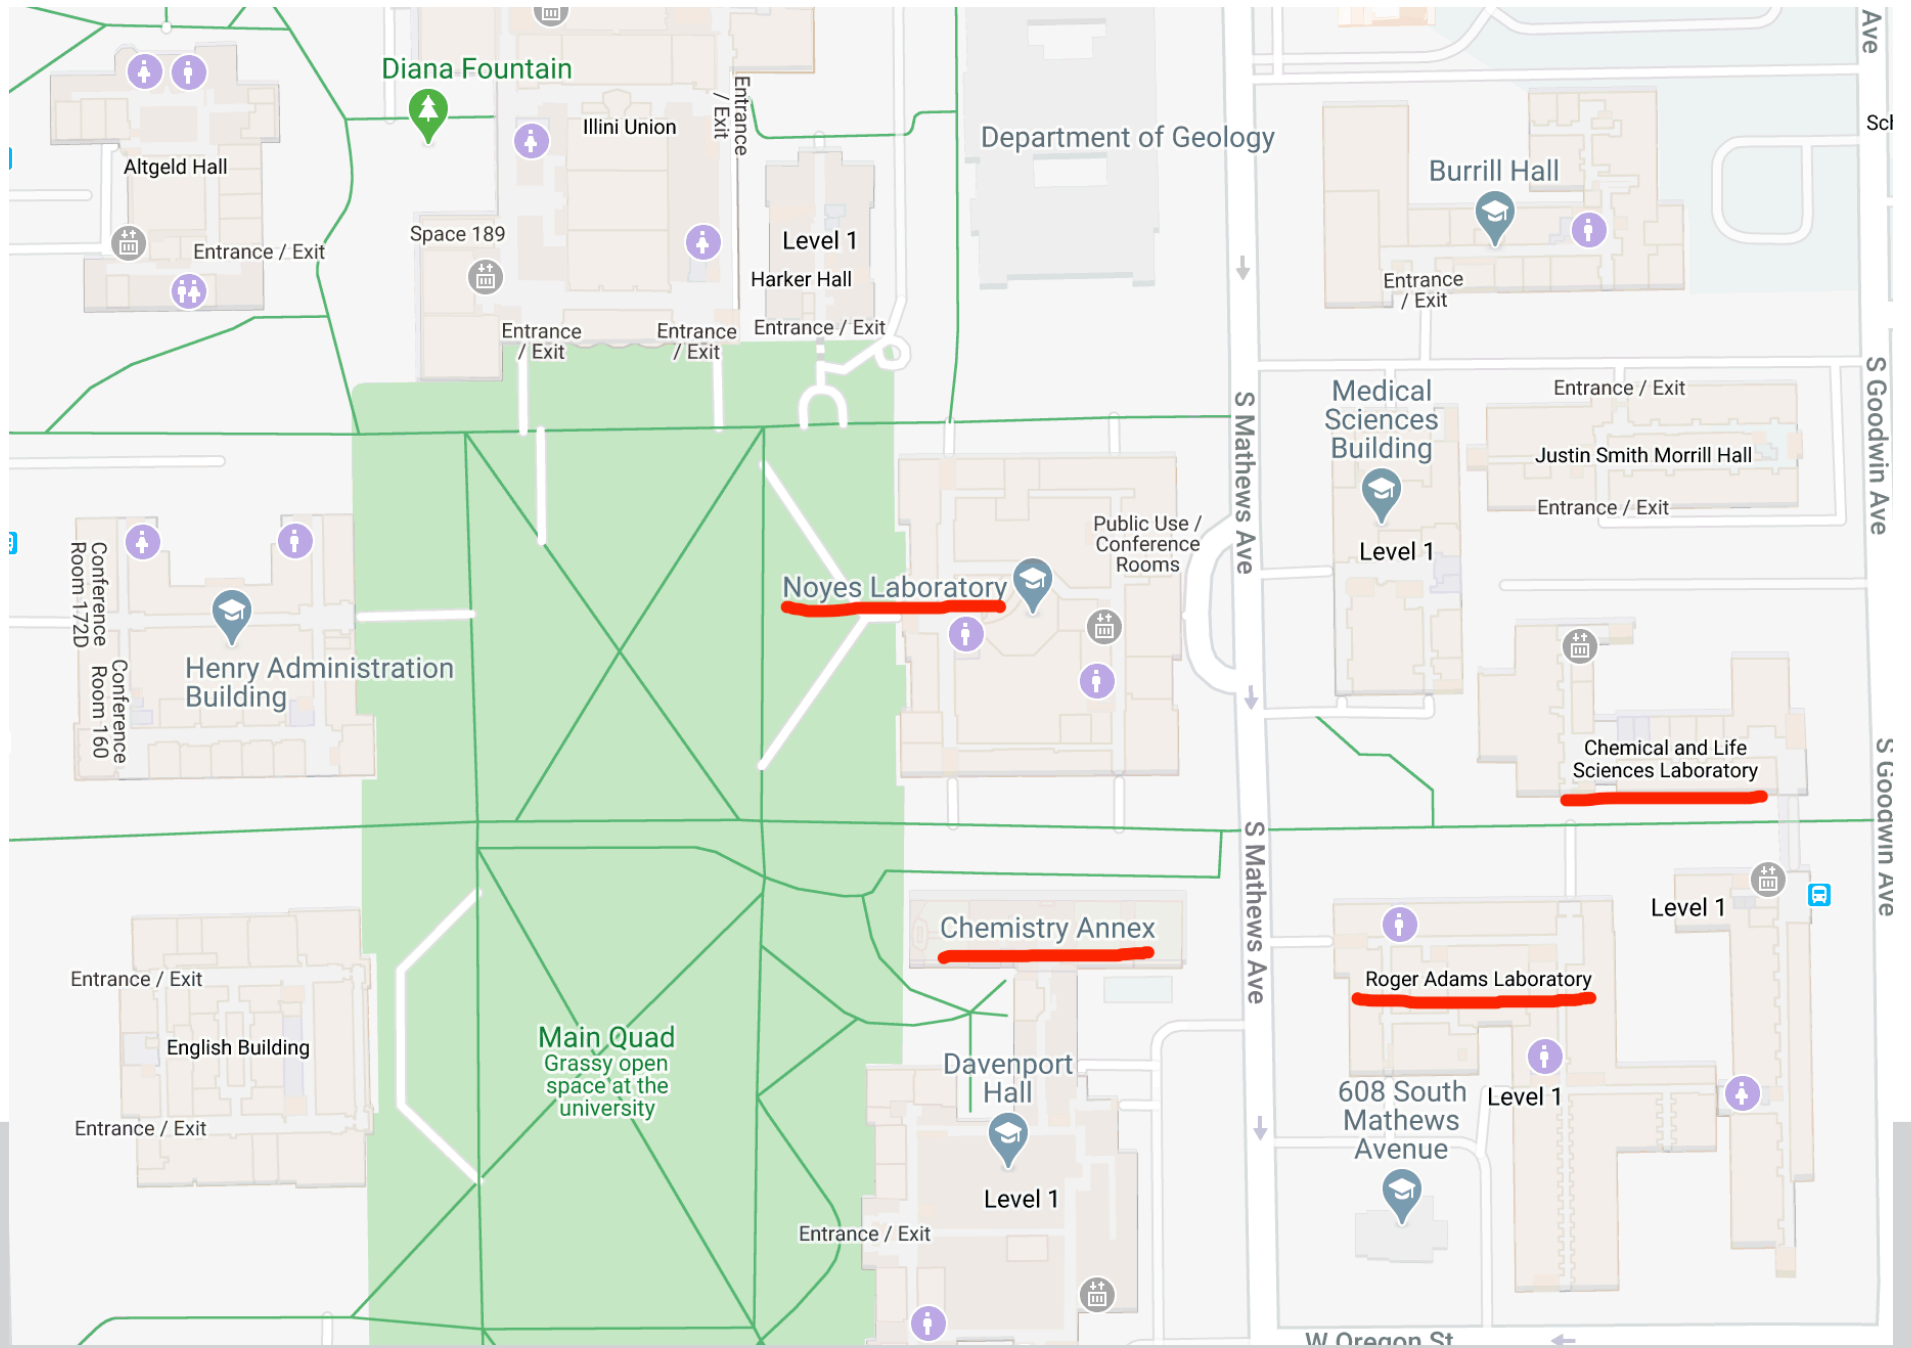 Ave
Diana Fountain
Entrance
/ Exit
Illini Union
Sch
Department of Geology
Altgeld Hall
Burrill Hall
Space 189
Level 1
Entrance / Exit
Harker Hall
Entrance
/ Exit
Entrance
/ Exit
Entrance
/ Exit
Entrance / Exit
S Goodwin Ave
Medical
Sciences
Building
Entrance / Exit
S Mathews Ave
Justin Smith Morrill Hall
Entrance / Exit
Public Use /
Conference
Rooms
Level 1
Conference
Room 172D
Noyes Laboratory
Henry Administration
Building
Conference
Room 160
Chemical and Life
Sciences Laboratory
S Goodwin Ave
S Mathews Ave
Level 1
Chemistry Annex
Entrance / Exit
Roger Adams Laboratory
Main Quad
Grassy open
space at the
university
English Building
Davenport
Hall
608 South
Mathews
Avenue
Level 1
Entrance / Exit
Level 1
Entrance / Exit
W Oregon St